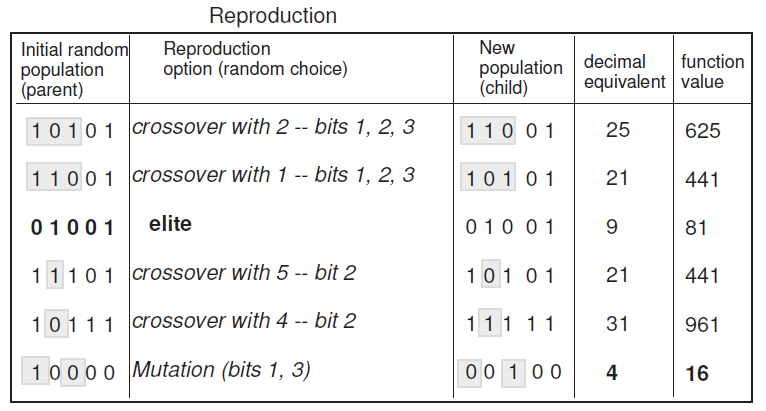 Reproduction
Initial random population (parent) Reproduction option (random choice) New population (child) decimal equivalent function value
1 0 1 0 1 crossover with 2 -- bits 1, 2, 3 1 1 0 0 1 25 625
1 1 0 0 1 crossover with 1 -- bits 1, 2, 3 1 0 1 0 1 21 441
0 1 0 0 1 elite 0 1 0 0 1 9 81
1 1 1 0 1 crossover with 5 -- bit 2 1 0 1 0 1 21 441
1 0 1 1 1 crossover with 4 -- bit 2 1 1 1 1 1 31 961
1 0 0 0 0 Mutation (bits 1, 3) 0 0 1 0 0 4 16